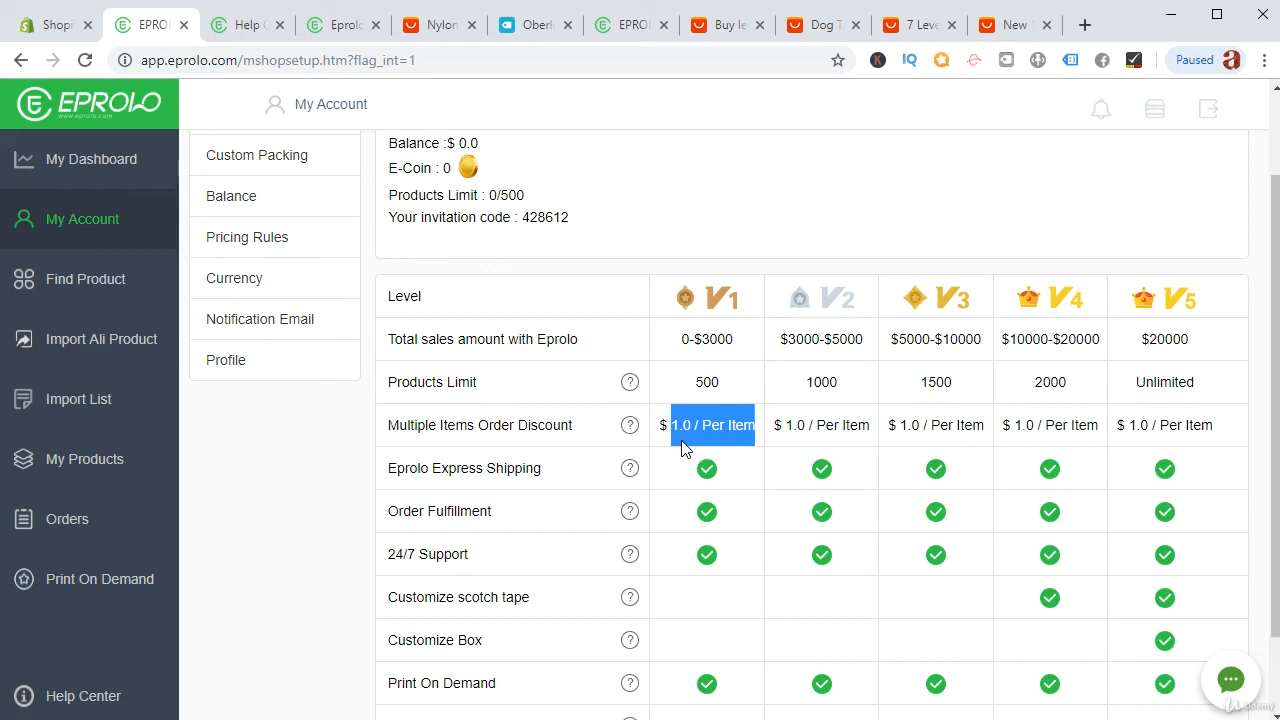 Shopi
EPROL
Help C
Eprolo
Nylon
Oberl
EPROL
Buy le
Dog T
7 Leve
New
app.eprolo.com/mshopsetup.htm?flag_int=1
K
IQ
Paused
EPROLO
www.eprolo.com
My Account
My Dashboard
My Account
Find Product
Import Ali Product
Import List
My Products
Orders
Print On Demand
Help Center
Custom Packing
Balance
Pricing Rules
Currency
Notification Email
Profile
Balance :$ 0.0
E-Coin : 0
Products Limit : 0/500
Your invitation code : 428612
Level V1 V2 V3 V4 V5
Total sales amount with Eprolo 0-$3000 $3000-$5000 $5000-$10000 $10000-$20000 $20000
Products Limit ? 500 1000 1500 2000 Unlimited
Multiple Items Order Discount ? $ 1.0 / Per Item $ 1.0 / Per Item $ 1.0 / Per Item $ 1.0 / Per Item $ 1.0 / Per Item
Eprolo Express Shipping ?
Order Fulfillment ?
24/7 Support ?
Customize scotch tape ?
Customize Box ?
Print On Demand ?
Udemy